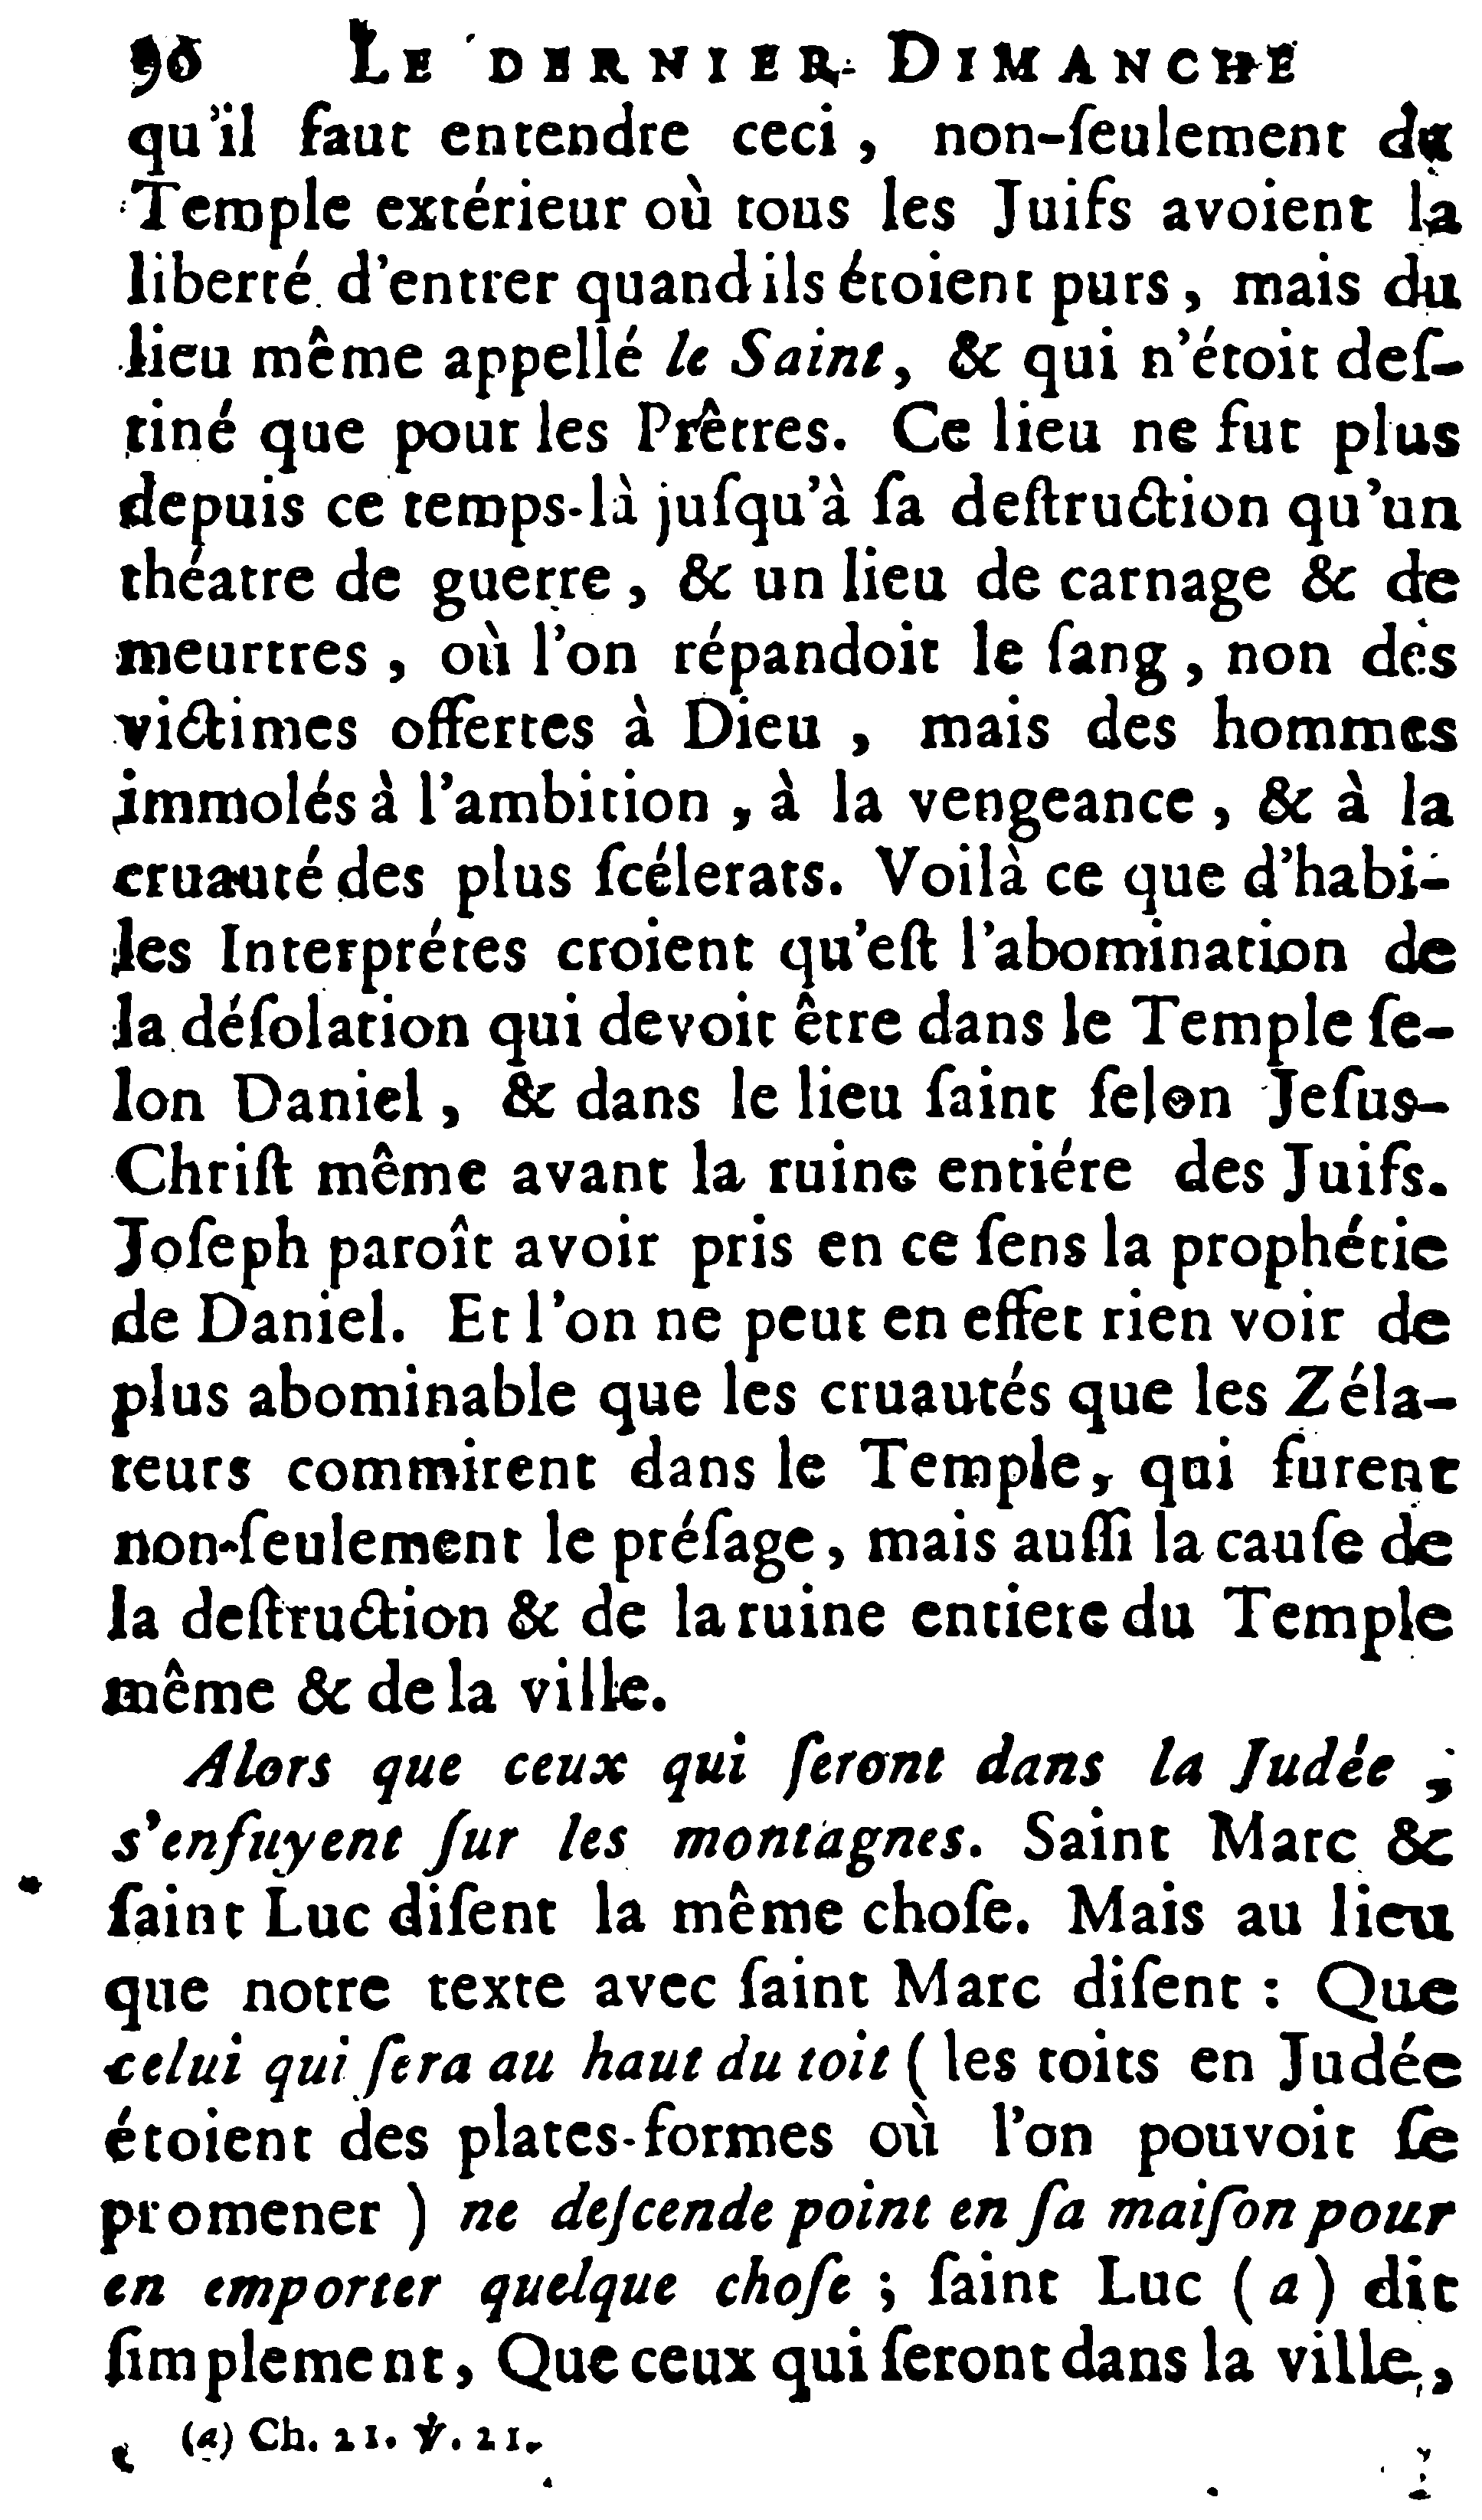 90 LE DERNIER DIMANCHE
qu'il faut entendre ceci, non-ſeulement du
Temple extérieur où tous les Juifs avoient la
liberté d'entrer quand ils étoient purs, mais du
lieu même appellé le Saint, & qui n'étoit deſ-
tiné que pour les Prêtres. Ce lieu ne fut plus
depuis ce temps-là juſqu'à ſa deſtruction qu'un
théatre de guerre, & un lieu de carnage & de
meurtres, où l'on répandoit le ſang, non des
victimes offertes à Dieu, mais des hommes
immolés à l'ambition, à la vengeance, & à la
cruauté des plus ſcélerats. Voilà ce que d'habi-
les Interprétes croient qu'eſt l'abomination de
la déſolation qui devoit être dans le Temple ſe-
lon Daniel, & dans le lieu ſaint ſelon Jeſus-
Chriſt même avant la ruine entiére des Juifs.
Joſeph paroît avoir pris en ce ſens la prophétie
de Daniel. Et l'on ne peut en effet rien voir de
plus abominable que les cruautés que les Zéla-
teurs commirent dans le Temple, qui furent
non-ſeulement le préſage, mais auſſi la cauſe de
la deſtruction & de la ruine entiere du Temple
même & de la ville.
Alors que ceux qui ſeront dans la Judée,
s'enfuyent ſur les montagnes. Saint Marc &
ſaint Luc diſent la même choſe. Mais au lieu
que notre texte avec ſaint Marc diſent : Que
celui qui ſera au haut du toit (les toits en Judée
étoient des plates-formes où l'on pouvoit ſe
promener) ne deſcende point en ſa maiſon pour
en emporter quelque choſe ; ſaint Luc (a) dit
ſimplement, Que ceux qui ſeront dans la ville,
(a) Ch. 21. ℣. 21.